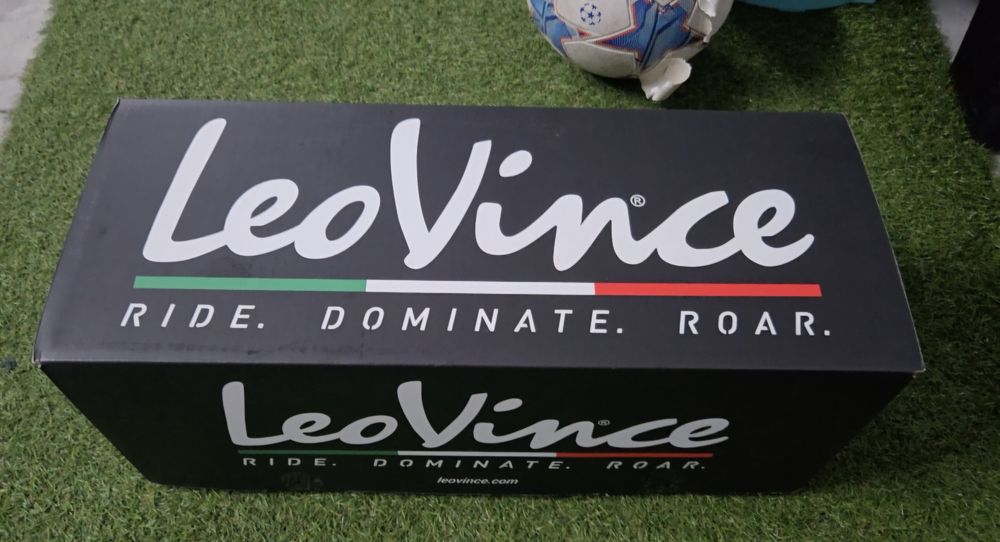 LeoVince®
RIDE. DOMINATE. ROAR.
LeoVince®
RIDE. DOMINATE. ROAR.
leovince.com